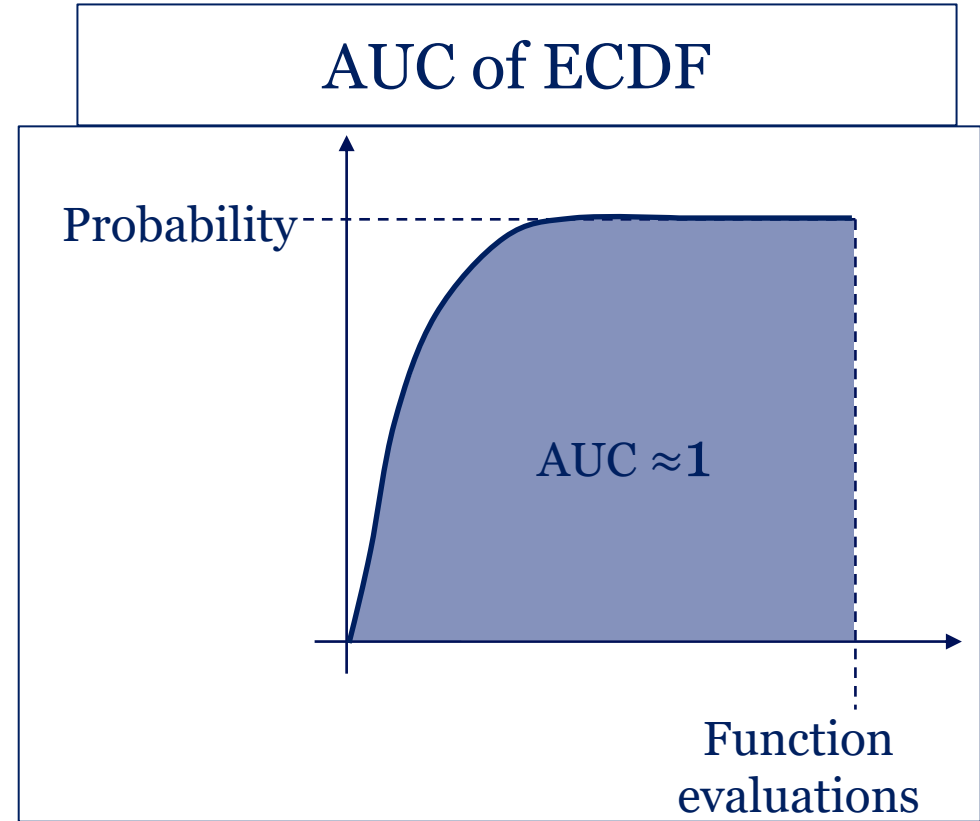 AUC of ECDF
Probability
AUC ≈1
Function
evaluations